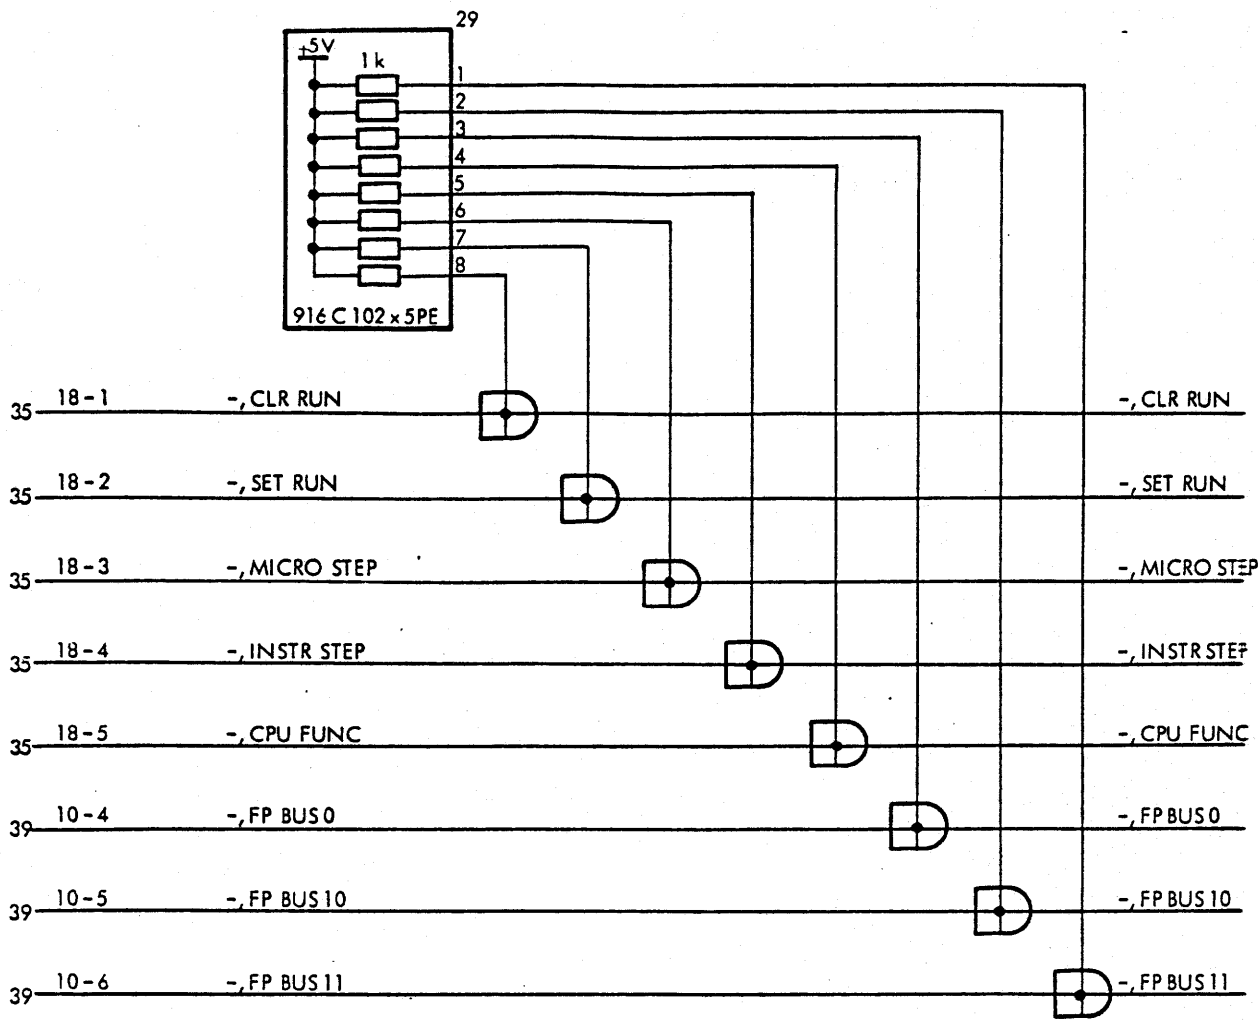 29
+5V
1k
1
2
3
4
5
6
7
8
916 C 102 x 5PE
35 18-1 -, CLR RUN -, CLR RUN
35 18-2 -, SET RUN -, SET RUN
35 18-3 -, MICRO STEP -, MICRO STEP
35 18-4 -, INSTR STEP -, INSTR STEP
35 18-5 -, CPU FUNC -, CPU FUNC
39 10-4 -, FP BUS 0 -, FP BUS 0
39 10-5 -, FP BUS 10 -, FP BUS 10
39 10-6 -, FP BUS 11 -, FP BUS 11